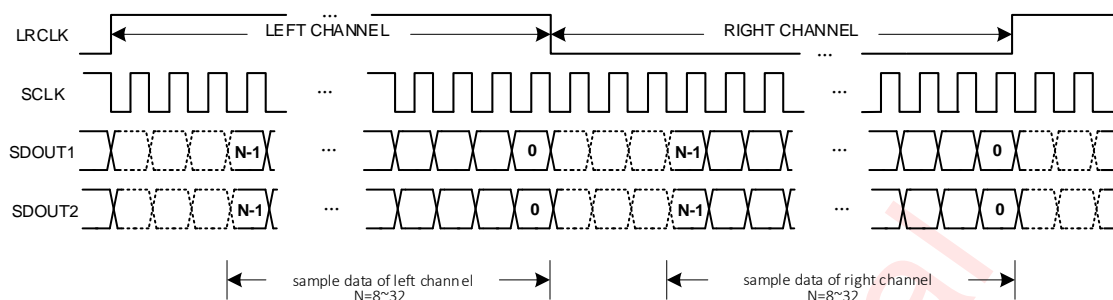 LRCLK
LEFT CHANNEL
...
RIGHT CHANNEL
...
SCLK
...
...
SDOUT1
N-1
...
0
N-1
...
0
SDOUT2
N-1
...
0
N-1
...
0
sample data of left channel
N=8~32
sample data of right channel
N=8~32